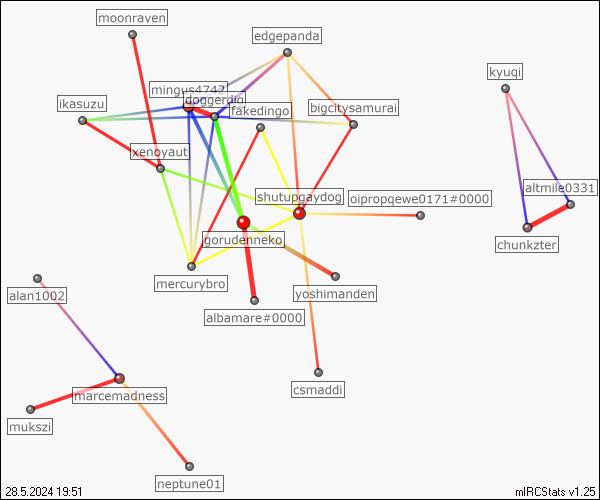 moonraven
edgepanda
kyuqi
mingus4742
doggerdio
ikasuzu
fakedingo
bigcitysamurai
xenoyaut
altmile0331
shutupgaydog
oipropqewe0171#0000
gorudenneko
chunkzter
mercurybro
yoshimanden
alan1002
albamare#0000
csmaddi
marcemadness
mukszi
neptune01
28.5.2024 19:51
mIRCStats v1.25